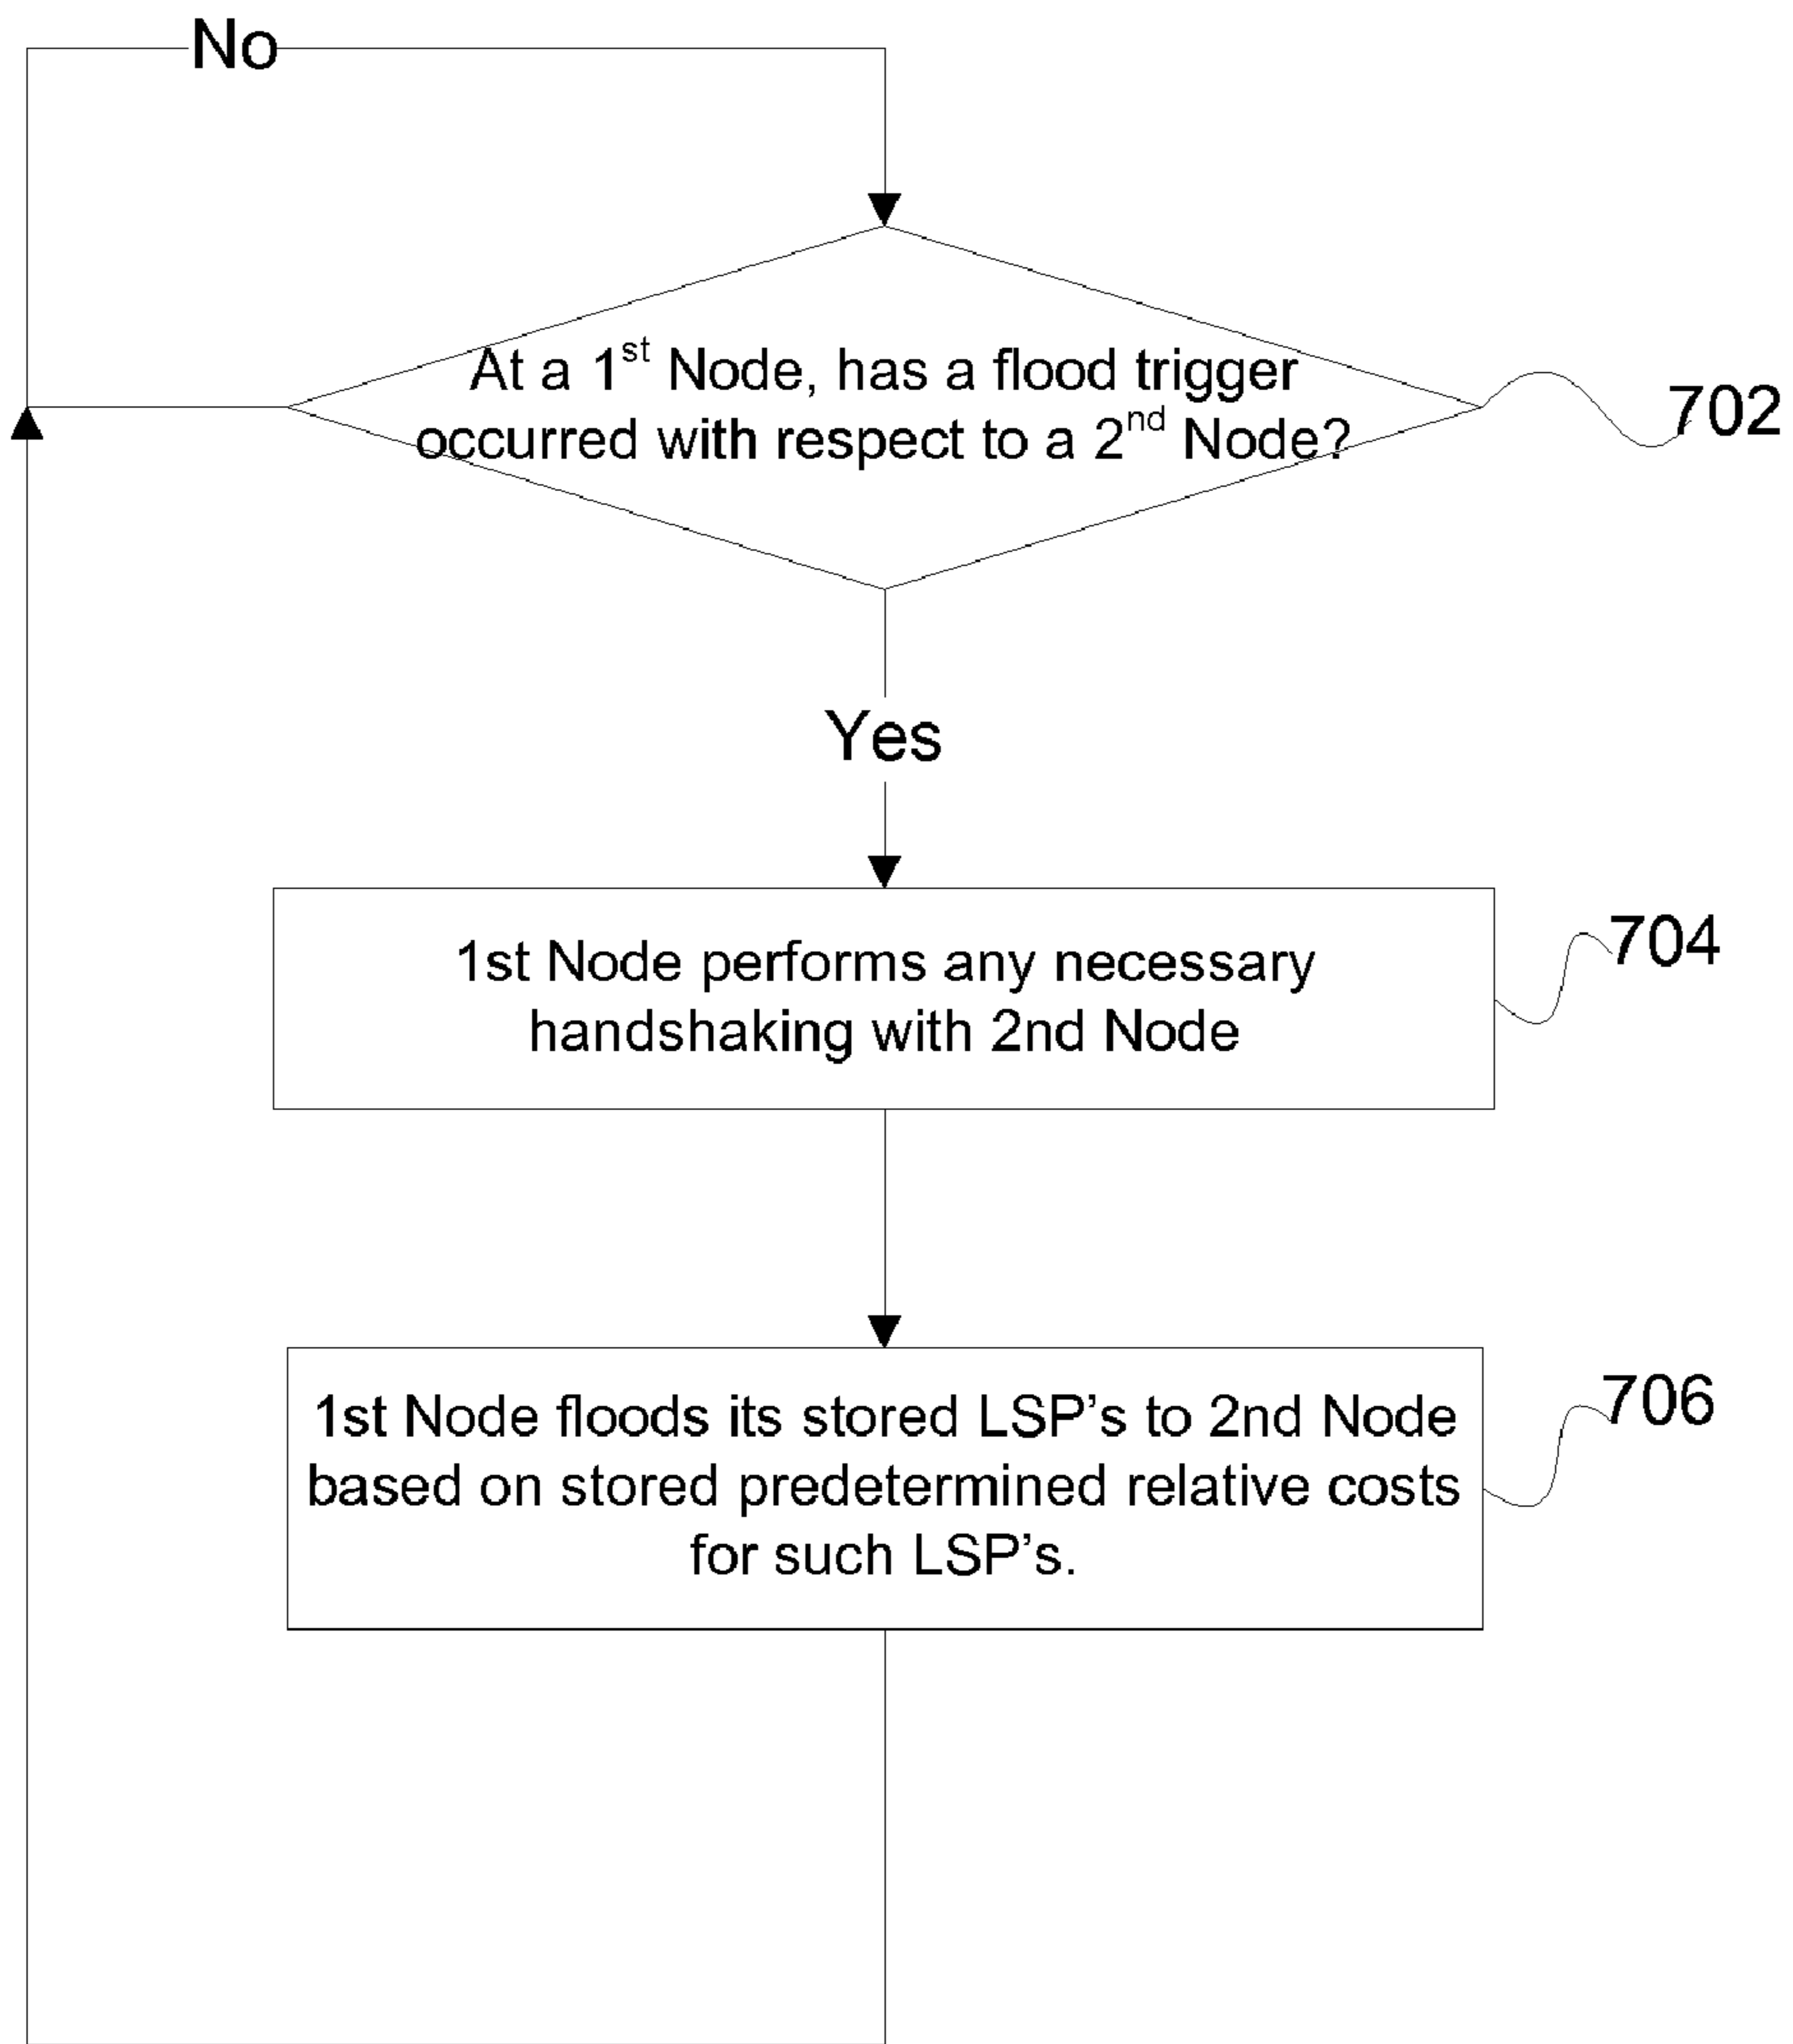 No
At a 1st Node, has a flood trigger
occurred with respect to a 2nd Node?
702
Yes
1st Node performs any necessary
handshaking with 2nd Node
704
1st Node floods its stored LSP's to 2nd Node
based on stored predetermined relative costs
for such LSP's.
706